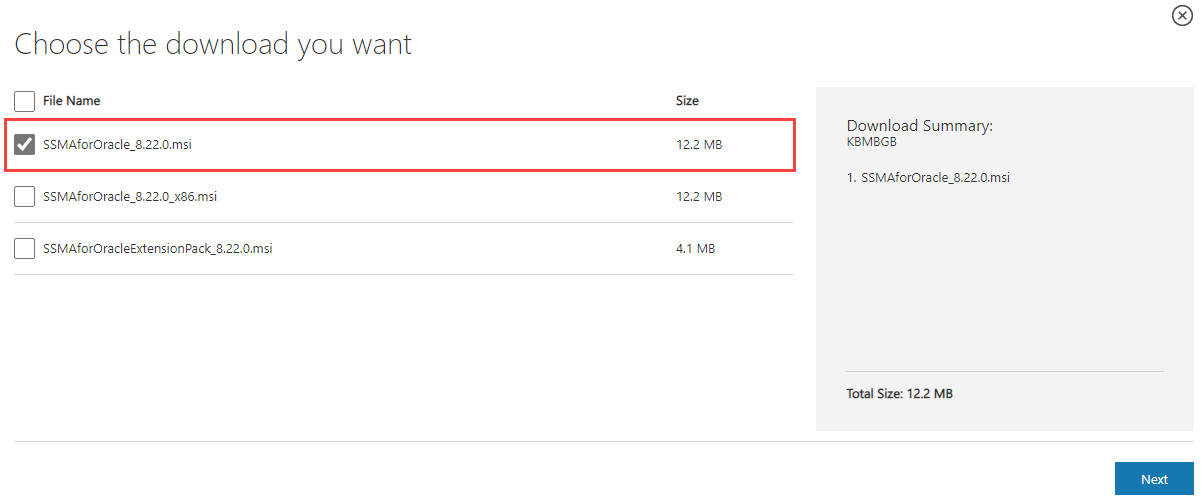 Choose the download you want
File Name Size
SSMAforOracle_8.22.0.msi 12.2 MB
SSMAforOracle_8.22.0_x86.msi 12.2 MB
SSMAforOracleExtensionPack_8.22.0.msi 4.1 MB
Download Summary:
KBMBGB
1. SSMAforOracle_8.22.0.msi
Total Size: 12.2 MB
Next